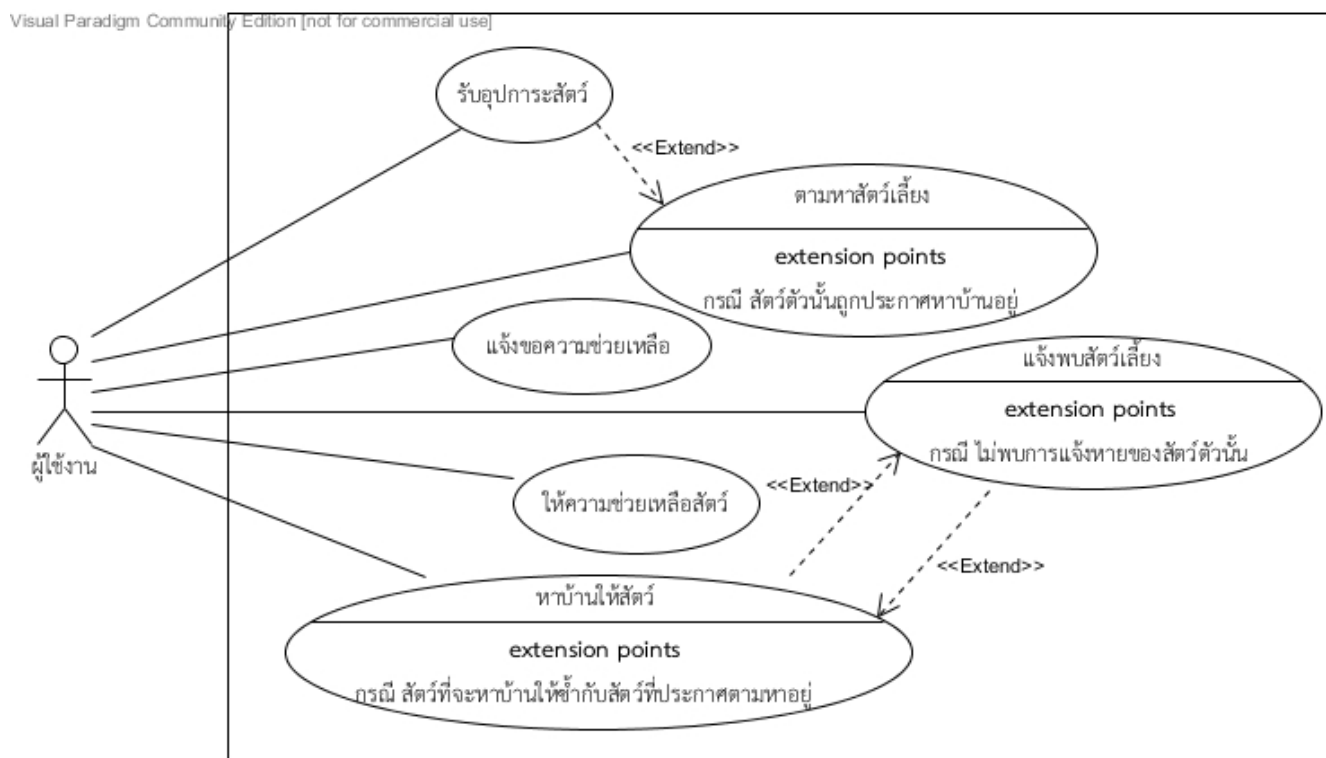 Visual Paradigm Community Edition [not for commercial use]
รับอุปการะสัตว์
<<Extend>>
ตามหาสัตว์เลี้ยง
extension points
กรณี สัตว์ตัวนั้นถูกประกาศหาบ้านอยู่
แจ้งขอความช่วยเหลือ
แจ้งพบสัตว์เลี้ยง
extension points
กรณี ไม่พบการแจ้งหายของสัตว์ตัวนั้น
ผู้ใช้งาน
<<Extend>>
ให้ความช่วยเหลือสัตว์
<<Extend>>
หาบ้านให้สัตว์
extension points
กรณี สัตว์ที่จะหาบ้านให้ซ้ำกับสัตว์ที่ประกาศตามหาอยู่